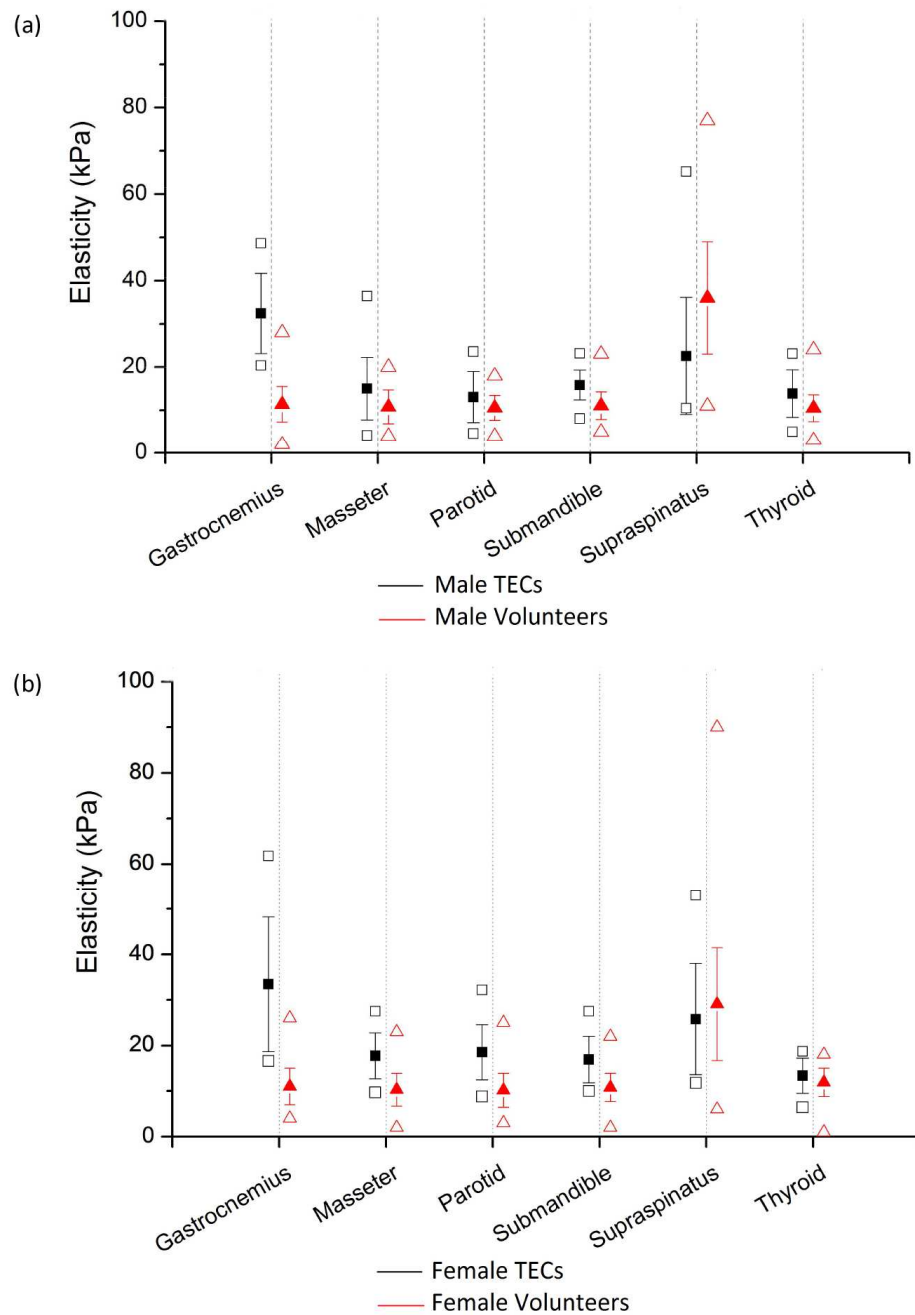 (a)
100
80
60
40
20
0
Elasticity (kPa)
Gastrocnemius
Masseter
Parotid
Submandible
Supraspinatus
Thyroid
Male TECs
Male Volunteers
(b)
100
80
60
40
20
0
Elasticity (kPa)
Gastrocnemius
Masseter
Parotid
Submandible
Supraspinatus
Thyroid
Female TECs
Female Volunteers